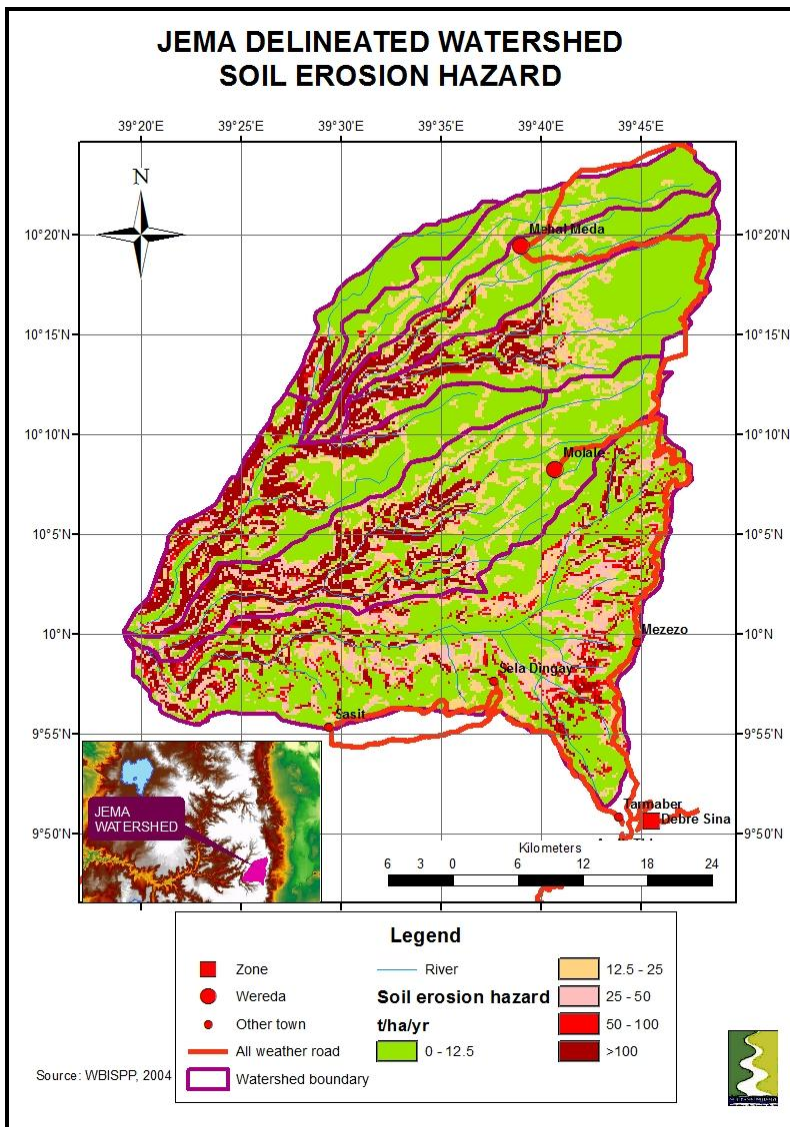 JEMA DELINEATED WATERSHED
SOIL EROSION HAZARD
39°20'E 39°25'E 39°30'E 39°35'E 39°40'E 39°45'E
N
10°20'N 10°20'N
Mehal Meda
10°15'N 10°15'N
10°10'N 10°10'N
Molale
10°5'N 10°5'N
10°N 10°N
Mezezo
Sela Dingay
Sasit
9°55'N 9°55'N
JEMA
WATERSHED
Tarmaber
Debre Sina
9°50'N 9°50'N
Kilometers
6 3 0 6 12 18 24
Legend
Zone
Wereda
Other town
All weather road
Watershed boundary
River
Soil erosion hazard
t/ha/yr
0 - 12.5
12.5 - 25
25 - 50
50 - 100
>100
Source: WBISPP, 2004